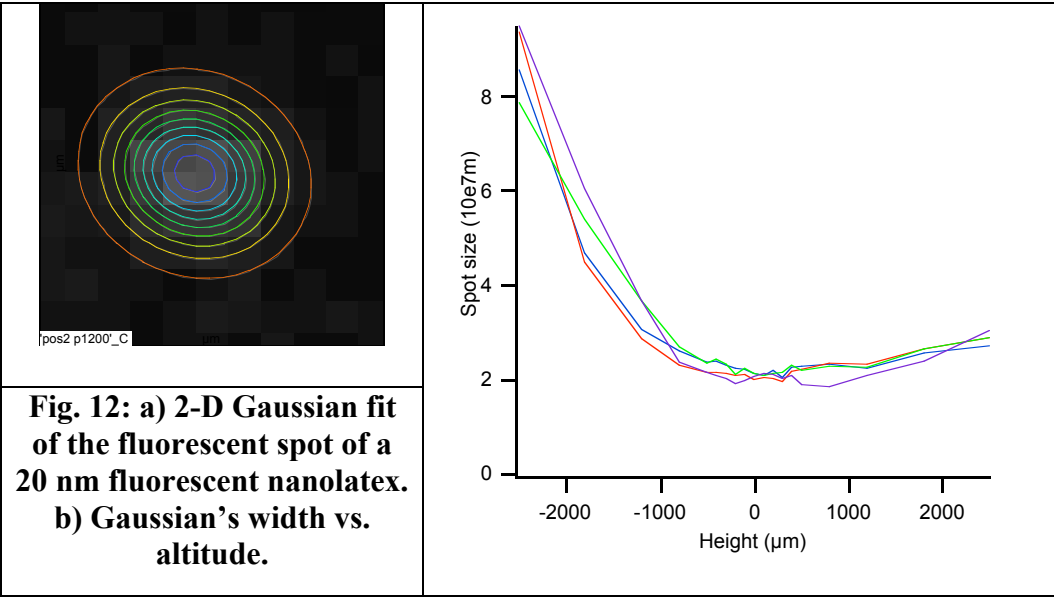 µm
'pos2 p1200'_C
µm
Fig. 12: a) 2-D Gaussian fit
of the fluorescent spot of a
20 nm fluorescent nanolatex.
b) Gaussian's width vs.
altitude.
Spot size (10e7m)
8
6
4
2
0
-2000 -1000 0 1000 2000
Height (µm)